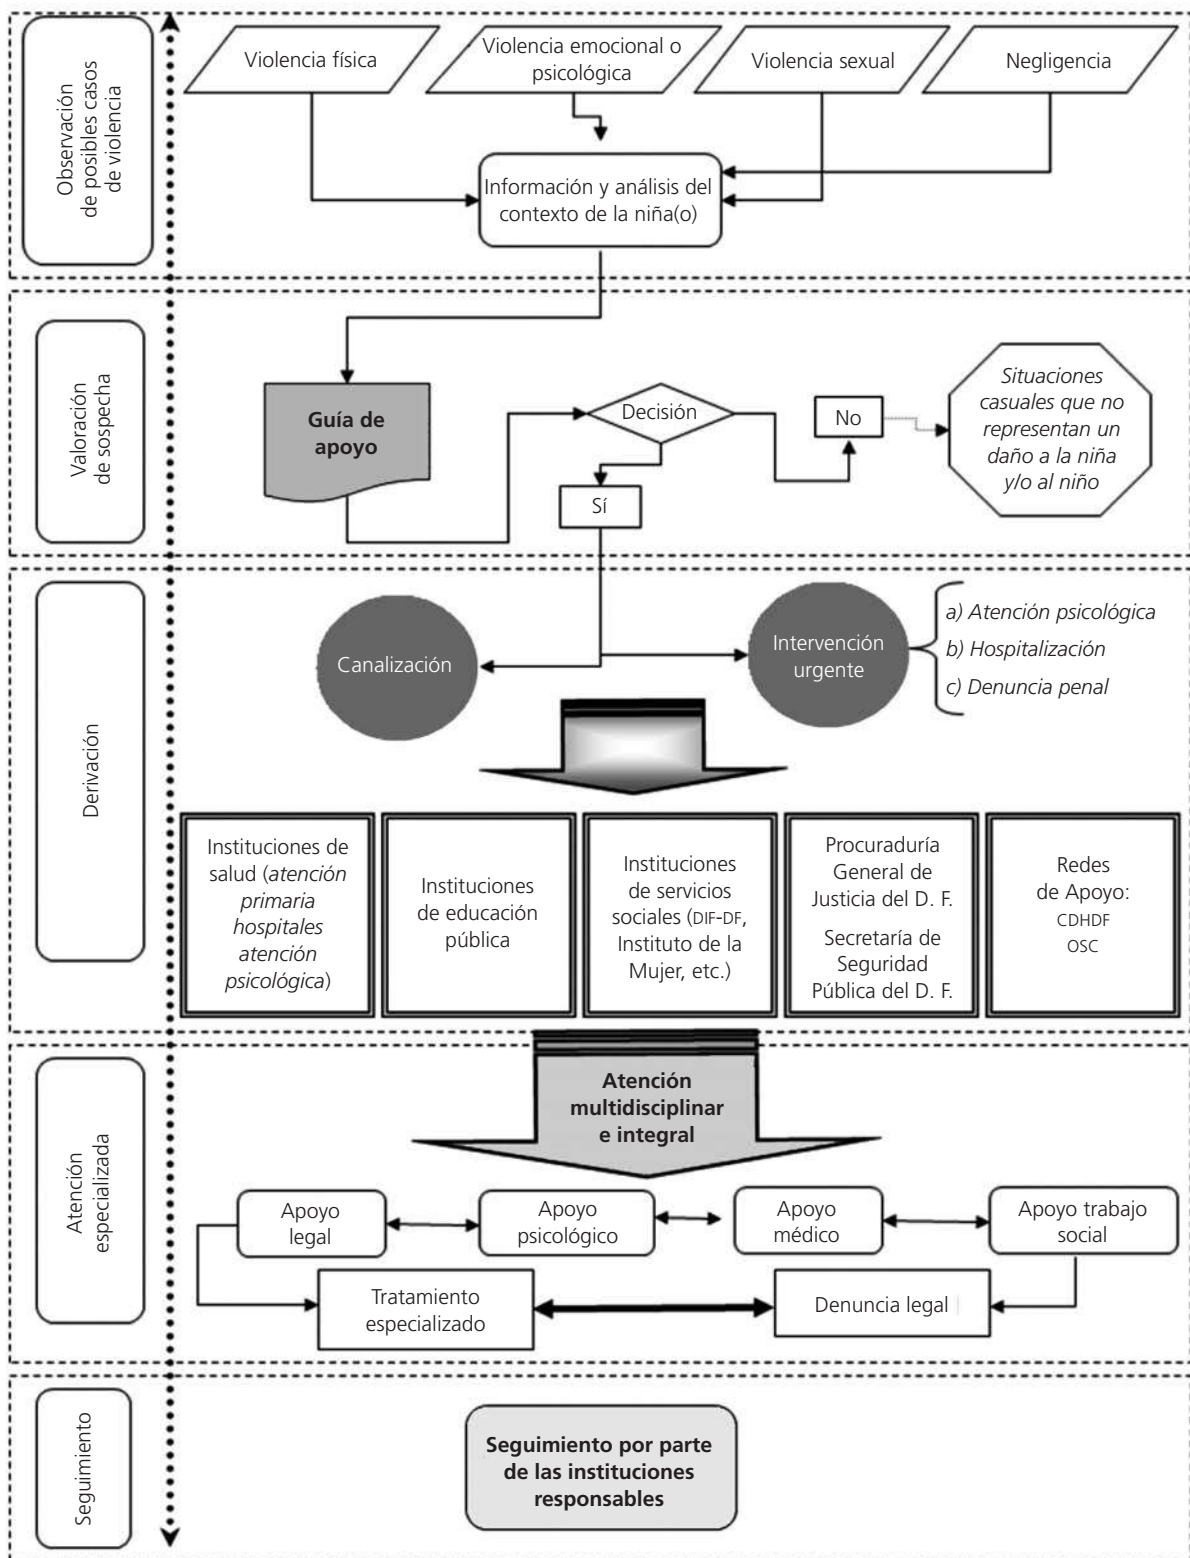 Observación
de posibles casos
de violencia
Violencia física
Violencia emocional o
psicológica
Violencia sexual
Negligencia
Información y análisis del
contexto de la niña(o)
Valoración
de sospecha
Guía de
apoyo
Decisión
Sí
No
Situaciones
casuales que no
representan un
daño a la niña
y/o al niño
Derivación
Canalización
Intervención
urgente
a) Atención psicológica
b) Hospitalización
c) Denuncia penal
Instituciones de
salud (atención
primaria
hospitales
atención
psicológica)
Instituciones
de educación
pública
Instituciones
de servicios
sociales (DIF-DF,
Instituto de la
Mujer, etc.)
Procuraduría
General de
Justicia del D. F.
Secretaría de
Seguridad
Pública del D. F.
Redes
de Apoyo:
CDHDF
OSC
Atención
especializada
Atención
multidisciplinar
e integral
Apoyo
legal
Apoyo
psicológico
Apoyo
médico
Apoyo trabajo
social
Tratamiento
especializado
Denuncia legal
Seguimiento
Seguimiento por parte
de las instituciones
responsables